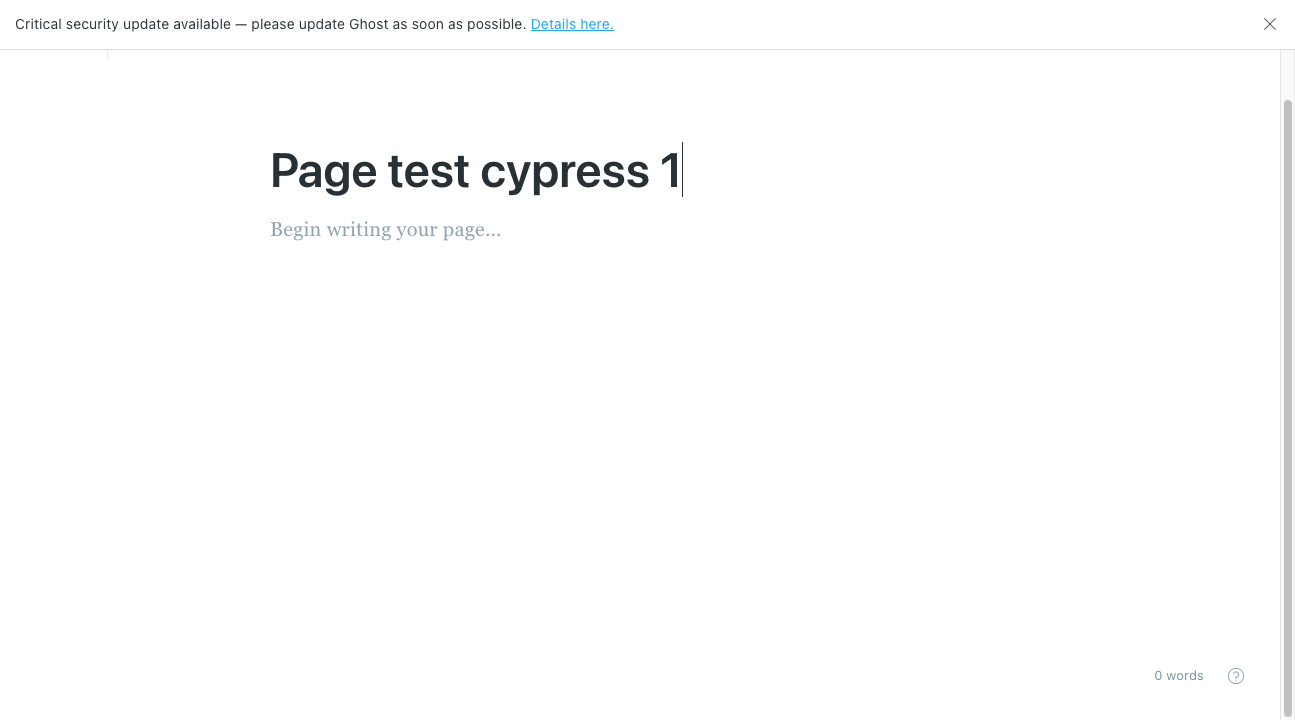 Critical security update available — please update Ghost as soon as possible. Details here.
Page test cypress 1
Begin writing your page...
0 words
?